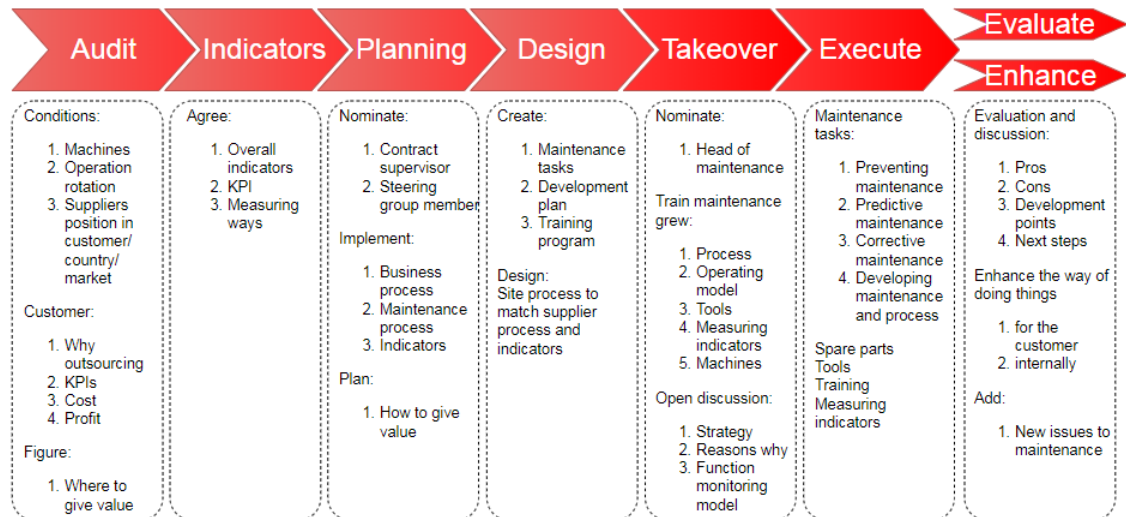 Audit
Indicators
Planning
Design
Takeover
Execute
Evaluate
Enhance
Conditions:
1. Machines
2. Operation
rotation
3. Suppliers
position in
customer/
country/
market
Customer:
1. Why
outsourcing
2. KPIs
3. Cost
4. Profit
Figure:
1. Where to
give value
Agree:
1. Overall
indicators
2. KPI
3. Measuring
ways
Nominate:
1. Contract
supervisor
2. Steering
group member
Implement:
1. Business
process
2. Maintenance
process
3. Indicators
Plan:
1. How to give
value
Create:
1. Maintenance
tasks
2. Development
plan
3. Training
program
Design:
Site process to
match supplier
process and
indicators
Nominate:
1. Head of
maintenance
Train maintenance
grew:
1. Process
2. Operating
model
3. Tools
4. Measuring
indicators
5. Machines
Open discussion:
1. Strategy
2. Reasons why
3. Function
monitoring
model
Maintenance
tasks:
1. Preventing
maintenance
2. Predictive
maintenance
3. Corrective
maintenance
4. Developing
maintenance
and process
Spare parts
Tools
Training
Measuring
indicators
Evaluation and
discussion:
1. Pros
2. Cons
3. Development
points
4. Next steps
Enhance the way of
doing things
1. for the
customer
2. internally
Add:
1. New issues to
maintenance